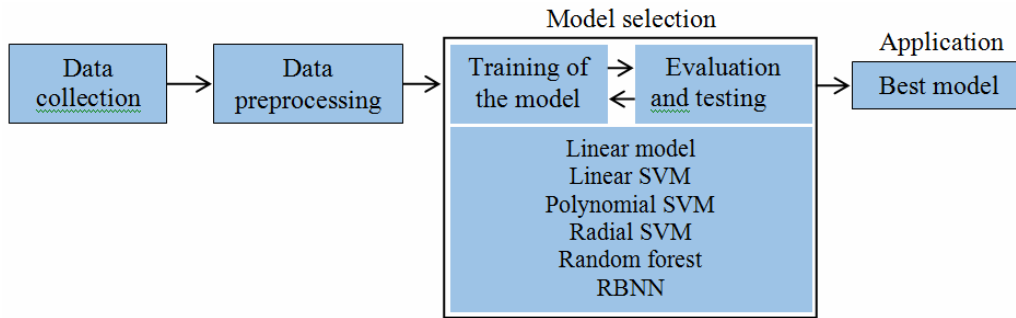 Model selection
Application
Data
collection
Data
preprocessing
Training of
the model
Evaluation
and testing
Best model
Linear model
Linear SVM
Polynomial SVM
Radial SVM
Random forest
RBNN